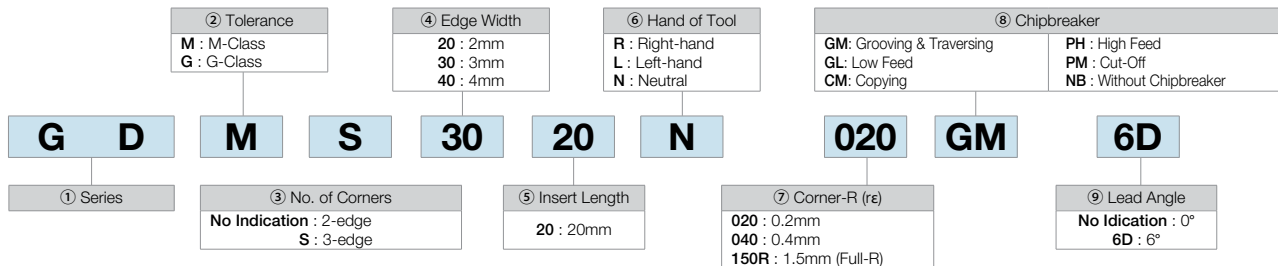 ② Tolerance
M : M-Class
G : G-Class
④ Edge Width
20 : 2mm
30 : 3mm
40 : 4mm
⑥ Hand of Tool
R : Right-hand
L : Left-hand
N : Neutral
⑧ Chipbreaker
GM: Grooving & Traversing
GL: Low Feed
CM: Copying
PH : High Feed
PM : Cut-Off
NB : Without Chipbreaker
G D M S 30 20 N 020 GM 6D
① Series
③ No. of Corners
No Indication : 2-edge
S : 3-edge
⑤ Insert Length
20 : 20mm
⑦ Corner-R (rε)
020 : 0.2mm
040 : 0.4mm
150R : 1.5mm (Full-R)
⑨ Lead Angle
No Idication : 0°
6D : 6°